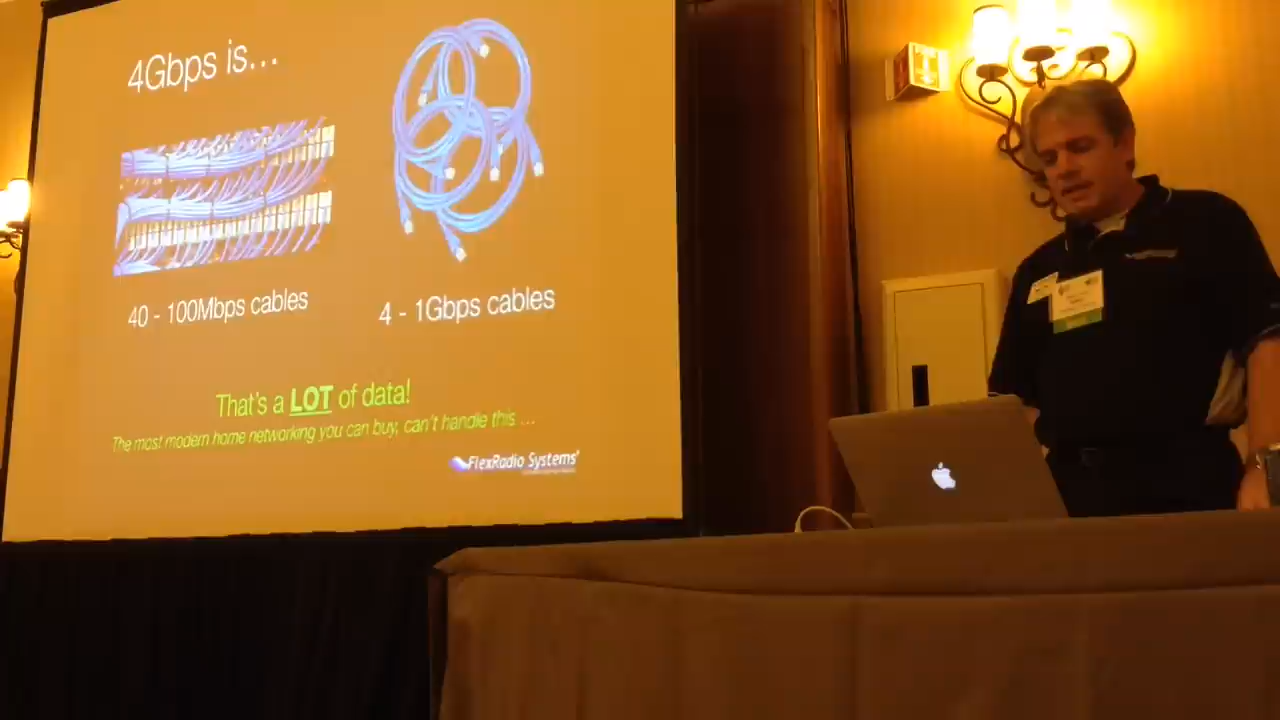 4Gbps is...
40 - 100Mbps cables
4 - 1Gbps cables
That's a LOT of data!
The most modern home networking you can buy, can't handle this ...
FlexRadio Systems